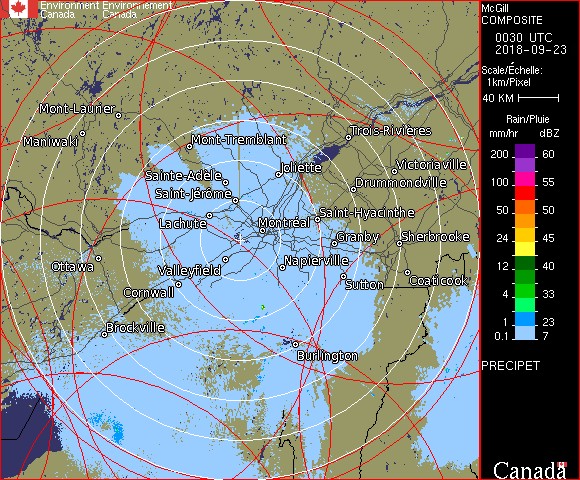 Environment Environnement
Canada Canada
McGill
COMPOSITE
0030 UTC
2018-09-23
Scale/Échelle:
1km/Pixel
40 KM
Rain/Pluie
mm/hr dBZ
200 60
100 55
50 50
24 45
12 40
4 33
1 23
0.1 7
PRECIPET
Canada
Mont-Laurier
Maniwaki
Mont-Tremblant
Trois-Rivières
Joliette
Victoriaville
Sainte-Adèle
Drummondville
Saint-Jérôme
Saint-Hyacinthe
Lachute
Montréal
Granby
Sherbrooke
Ottawa
Valleyfield
Napierville
Cornwall
Sutton
Coaticook
Brockville
Burlington